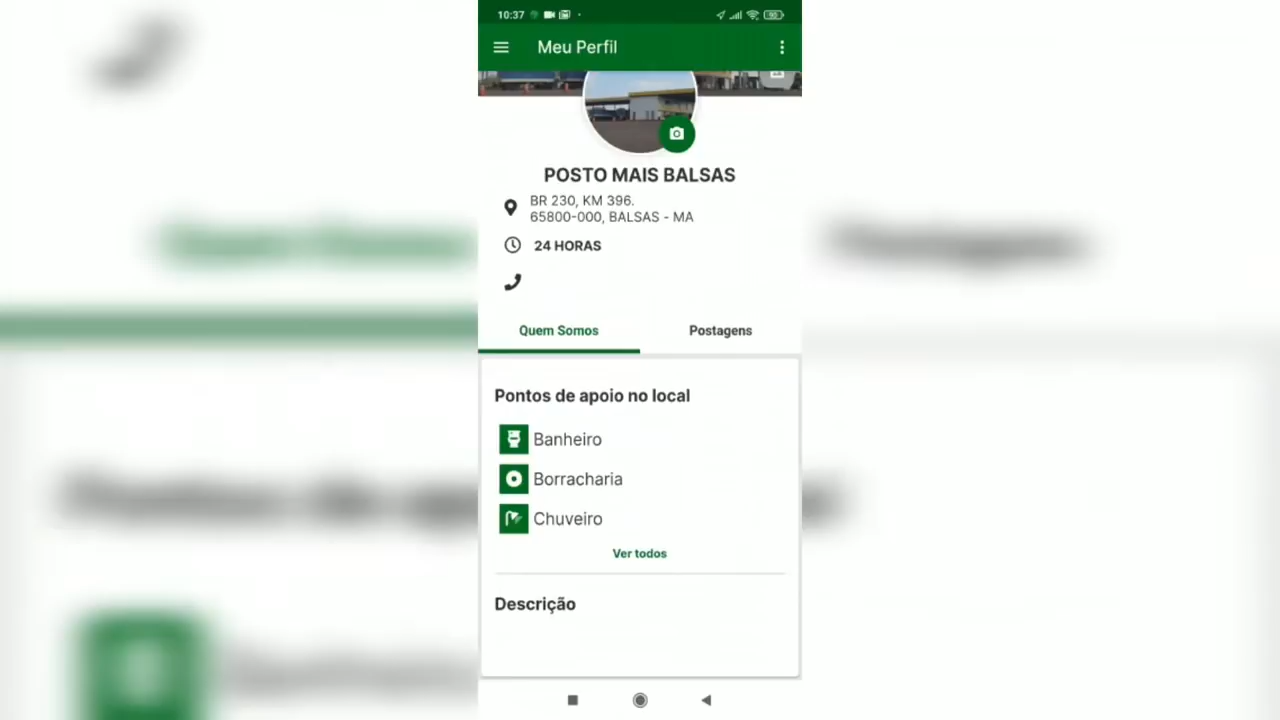 10:37
90
Meu Perfil
POSTO MAIS BALSAS
BR 230, KM 396.
65800-000, BALSAS - MA
24 HORAS
Quem Somos
Postagens
Pontos de apoio no local
Banheiro
Borracharia
Chuveiro
Ver todos
Descrição